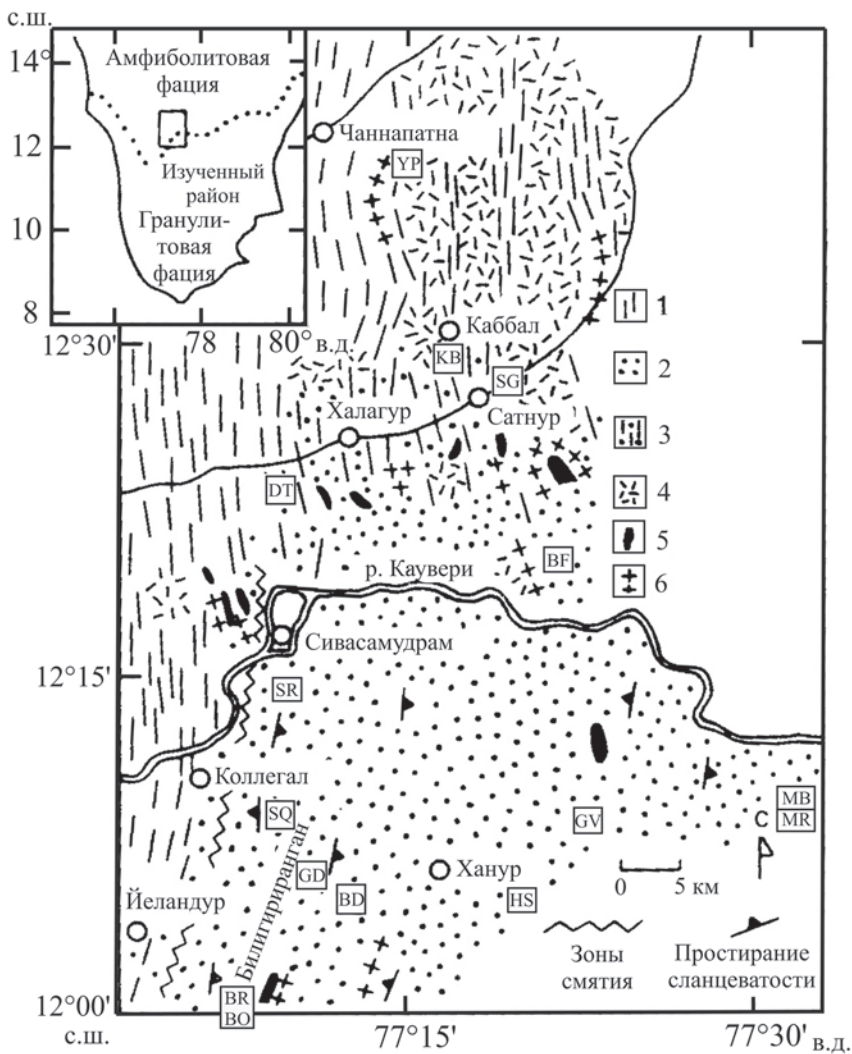 с.ш.
14°
12
10
8
Амфиболитовая
фация
Изученный
район
Гранули-
товая
фация
78
80°
в.д.
12°30'
Чаннапатна
YP
Каббал
KB
SG
Сатнур
Халагур
DT
BF
р. Каувери
Сивасамудрам
12°15'
SR
Коллегал
SQ
Билигириранган
GD
BD
Ханур
GV
HS
MB
MR
С
0 5 км
Йеландур
Зоны
смятия
Простирание
сланцеватости
BR
BO
12°00'
с.ш.
77°15'
77°30'
в.д.
1
2
3
4
5
6